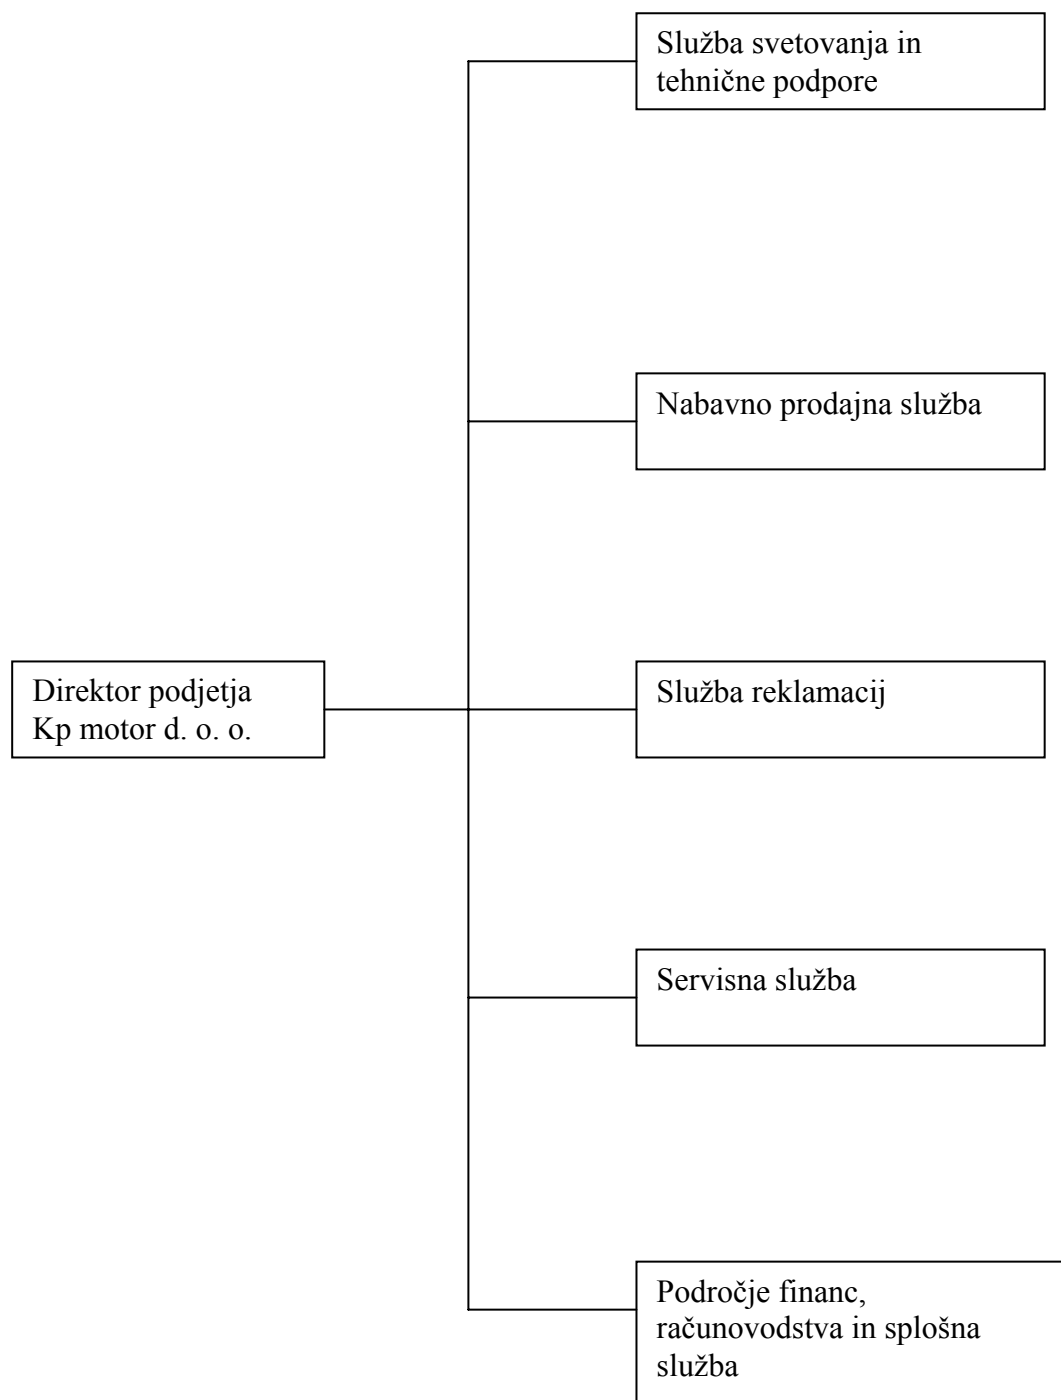 Služba svetovanja in
tehnične podpore
Nabavno prodajna služba
Direktor podjetja
Kp motor d. o. o.
Služba reklamacij
Servisna služba
Področje financ,
računovodstva in splošna
služba